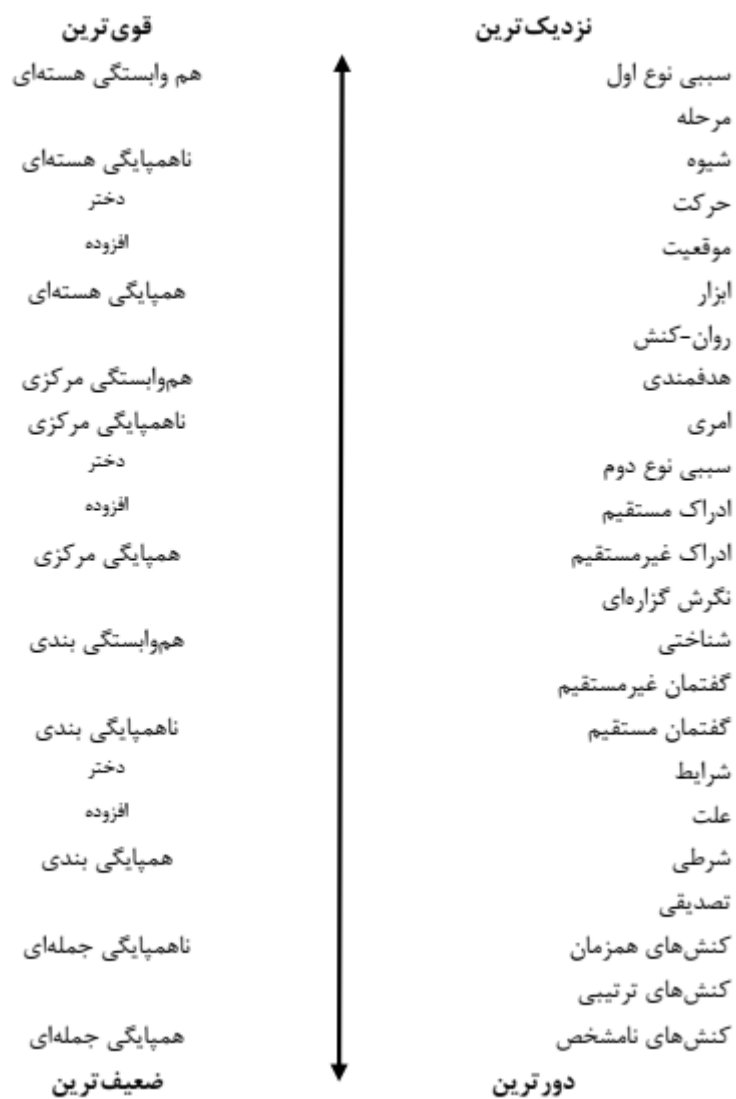 نزدیک‌ترین قوی‌ترین
سببی نوع اول هم وابستگی هسته‌ای
مرحله
شیوه ناهمپایگی هسته‌ای
حرکت دختر
موقعیت افزوده
ابزار همپایگی هسته‌ای
روان-کنش
هدفمندی هم‌وابستگی مرکزی
امری ناهمپایگی مرکزی
سببی نوع دوم دختر
ادراک مستقیم افزوده
ادراک غیرمستقیم همپایگی مرکزی
نگرش گزاره‌ای
شناختی هم‌وابستگی بندی
گفتمان غیرمستقیم
گفتمان مستقیم ناهمپایگی بندی
شرایط دختر
علت افزوده
شرطی همپایگی بندی
تصدیقی
کنش‌های همزمان ناهمپایگی جمله‌ای
کنش‌های ترتیبی
کنش‌های نامشخص همپایگی جمله‌ای
دورترین ضعیف‌ترین